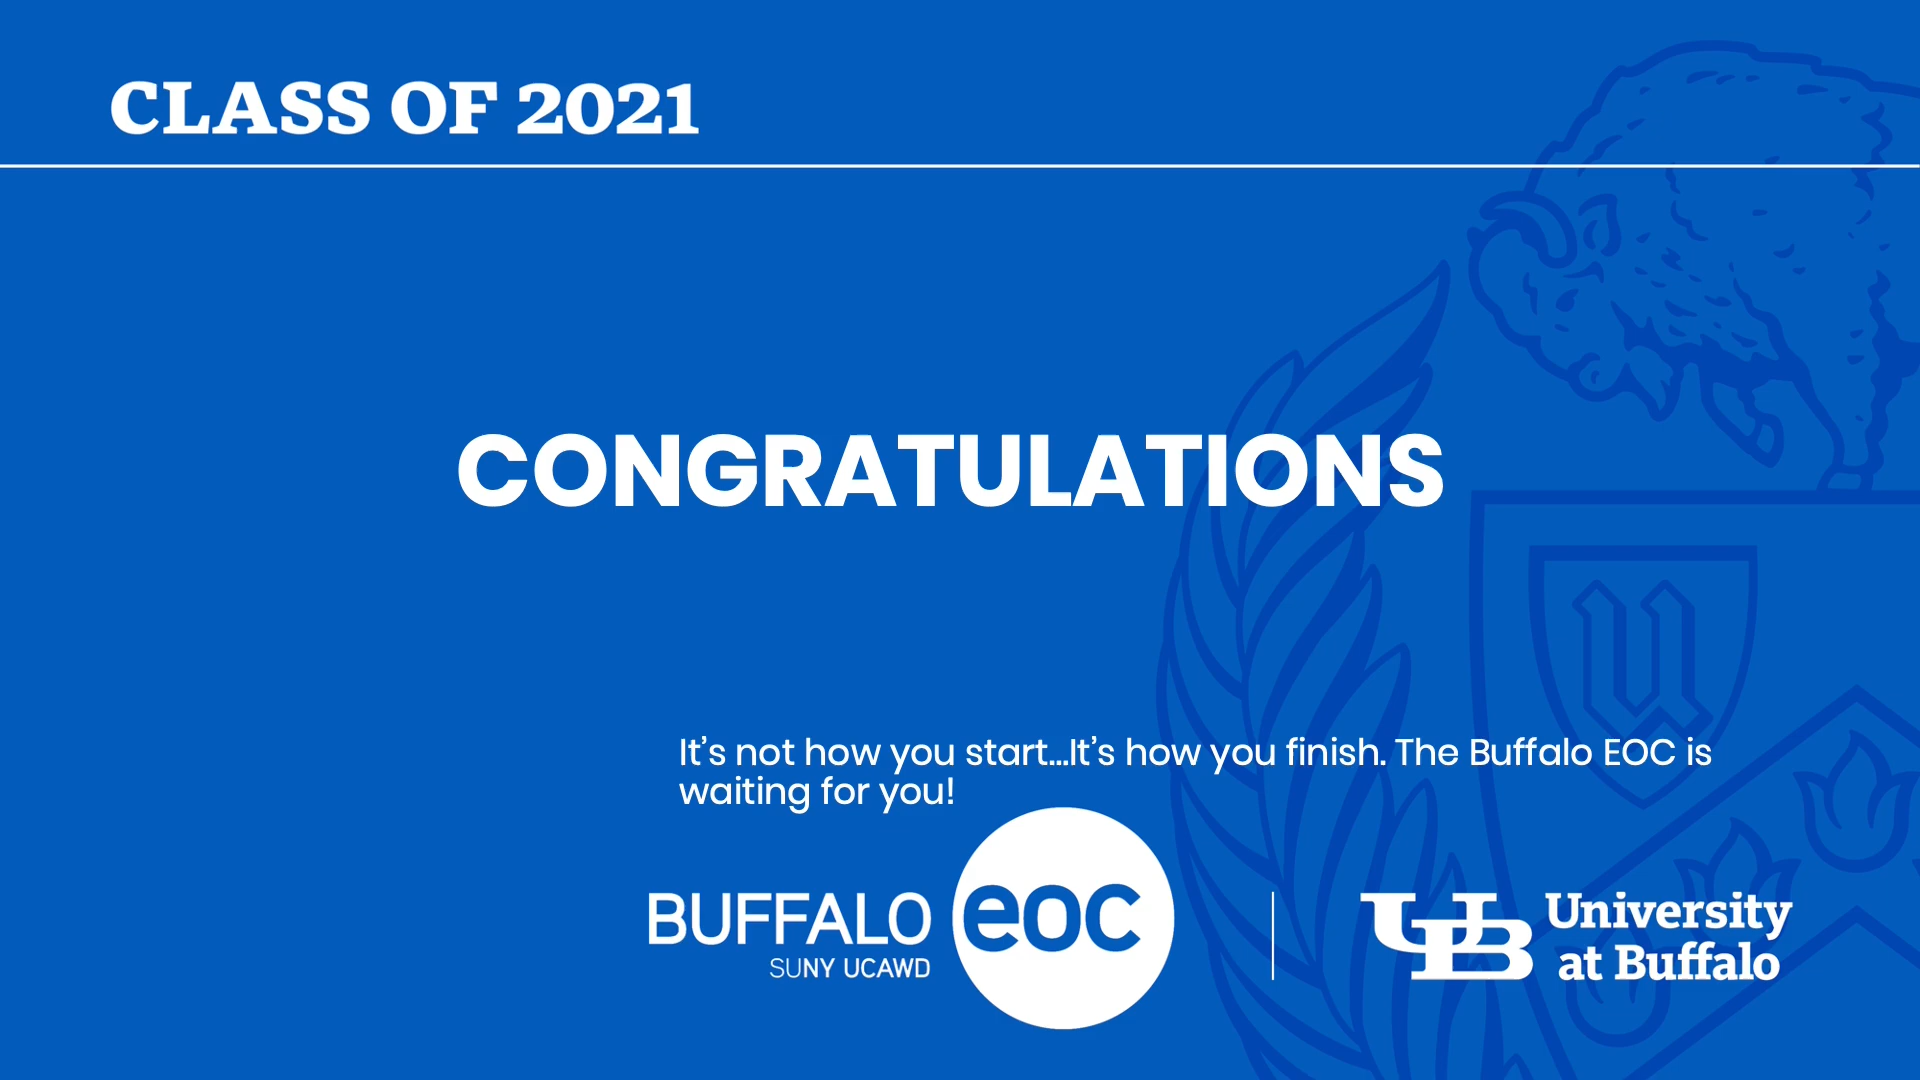 CLASS OF 2021
CONGRATULATIONS
It’s not how you start...It’s how you finish. The Buffalo EOC is
waiting for you!
BUFFALO eoc
SUNY UCAWD
UB University
at Buffalo